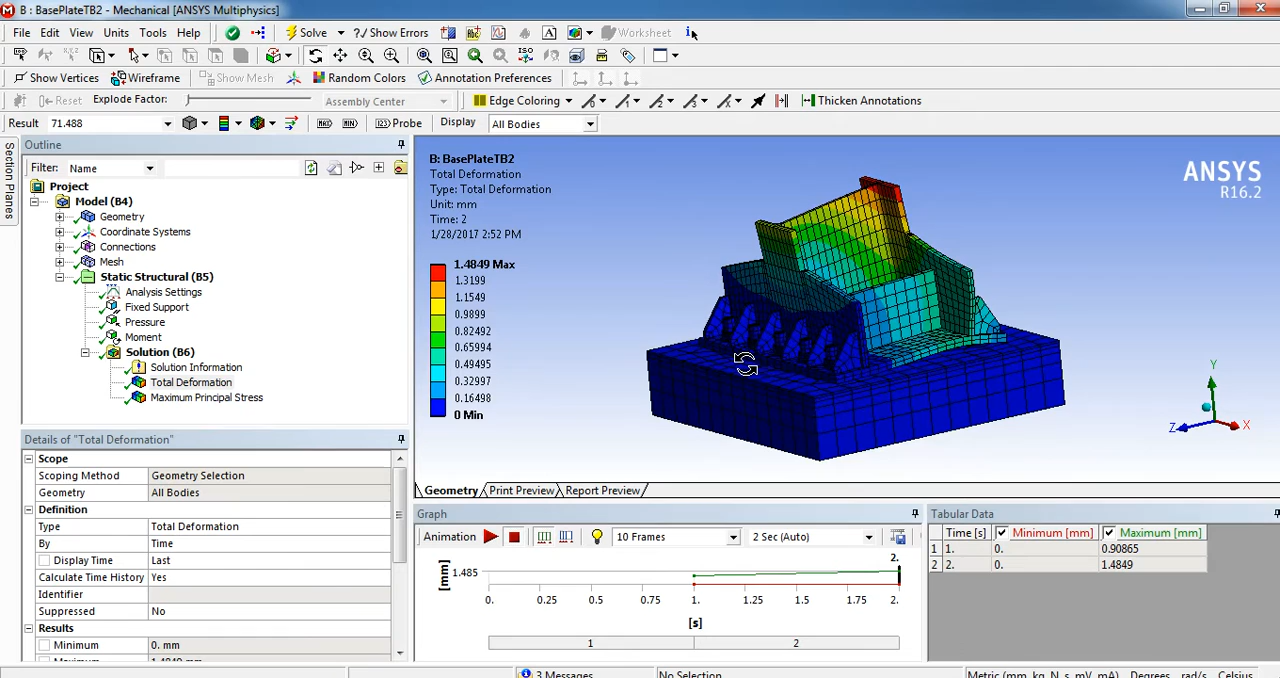 B : BasePlateTB2 - Mechanical [ANSYS Multiphysics]
File Edit View Units Tools Help Solve ?/ Show Errors Worksheet
Show Vertices Wireframe Show Mesh Random Colors Annotation Preferences
Reset Explode Factor: Assembly Center Edge Coloring Thicken Annotations
Result 71.488 MAX MIN 123 Probe Display All Bodies
Section Planes
Outline
Filter: Name
Project
Model (B4)
Geometry
Coordinate Systems
Connections
Mesh
Static Structural (B5)
Analysis Settings
Fixed Support
Pressure
Moment
Solution (B6)
Solution Information
Total Deformation
Maximum Principal Stress
Details of "Total Deformation"
Scope
Scoping Method Geometry Selection
Geometry All Bodies
Definition
Type Total Deformation
By Time
Display Time Last
Calculate Time History Yes
Identifier
Suppressed No
Results
Minimum 0. mm
Maximum 1.4849 mm
B: BasePlateTB2
Total Deformation
Type: Total Deformation
Unit: mm
Time: 2
1/28/2017 2:52 PM
1.4849 Max
1.3199
1.1549
0.9899
0.82492
0.65994
0.49495
0.32997
0.16498
0 Min
ANSYS
R16.2
Y
Z
X
Geometry Print Preview Report Preview
Graph
Animation 10 Frames 2 Sec (Auto)
2.
[mm]
1.485
0. 0.25 0.5 0.75 1. 1.25 1.5 1.75 2.
[s]
1 2
Tabular Data
Time [s] Minimum [mm] Maximum [mm]
1 1. 0. 0.90865
2 2. 0. 1.4849
3 Messages No Selection Metric (mm, kg, N, s, mV, mA) Degrees rad/s Celsius